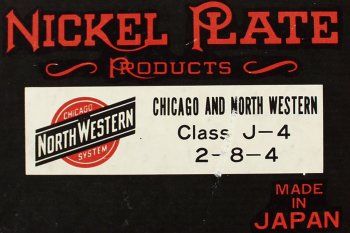 NICKEL PLATE
PRODUCTS
CHICAGO
NORTH WESTERN
SYSTEM
CHICAGO AND NORTH WESTERN
Class J-4
2-8-4
MADE
IN
JAPAN